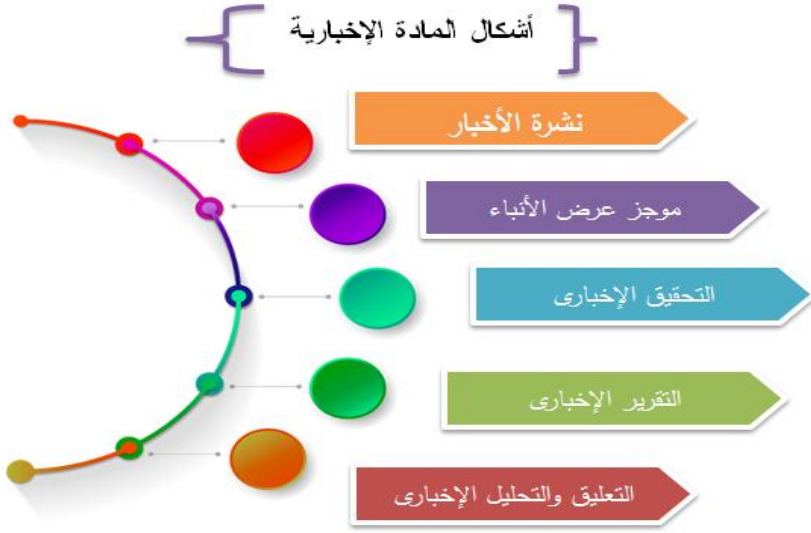 أشكال المادة الإخبارية
نشرة الأخبار
موجز عرض الأنباء
التحقيق الإخبارى
التقرير الإخبارى
التعليق والتحليل الإخبارى